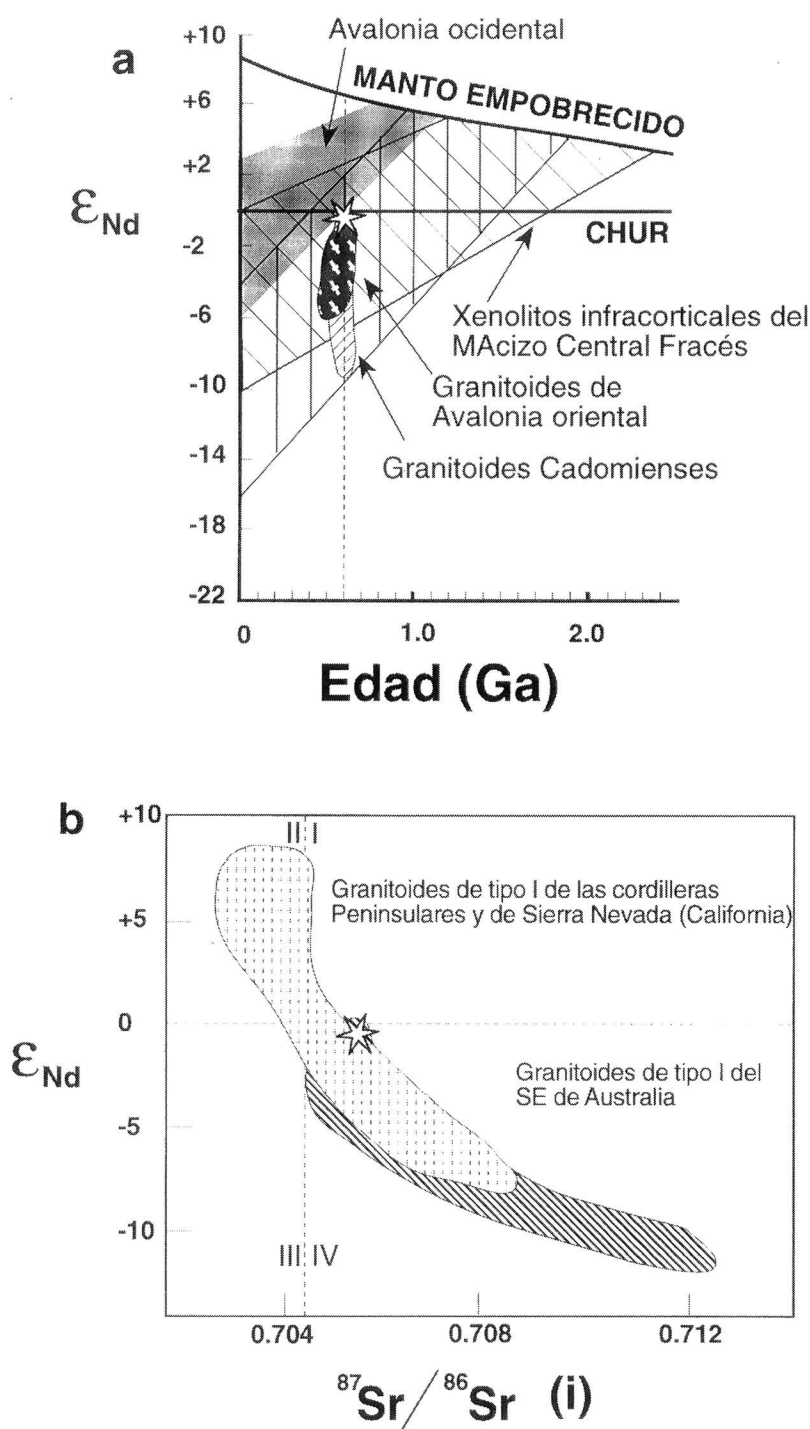 a
+10
+6
+2
-2
-6
-10
-14
-18
-22
εNd
Avalonia ocidental
MANTO EMPOBRECIDO
CHUR
Xenolitos infracorticales del
MAcizo Central Fracés
Granitoides de
Avalonia oriental
Granitoides Cadomienses
0
1.0
2.0
Edad (Ga)
b
+10
+5
0
-5
-10
εNd
II I
Granitoides de tipo I de las cordilleras
Peninsulares y de Sierra Nevada (California)
Granitoides de tipo I del
SE de Australia
III IV
0.704
0.708
0.712
87Sr/86Sr (i)